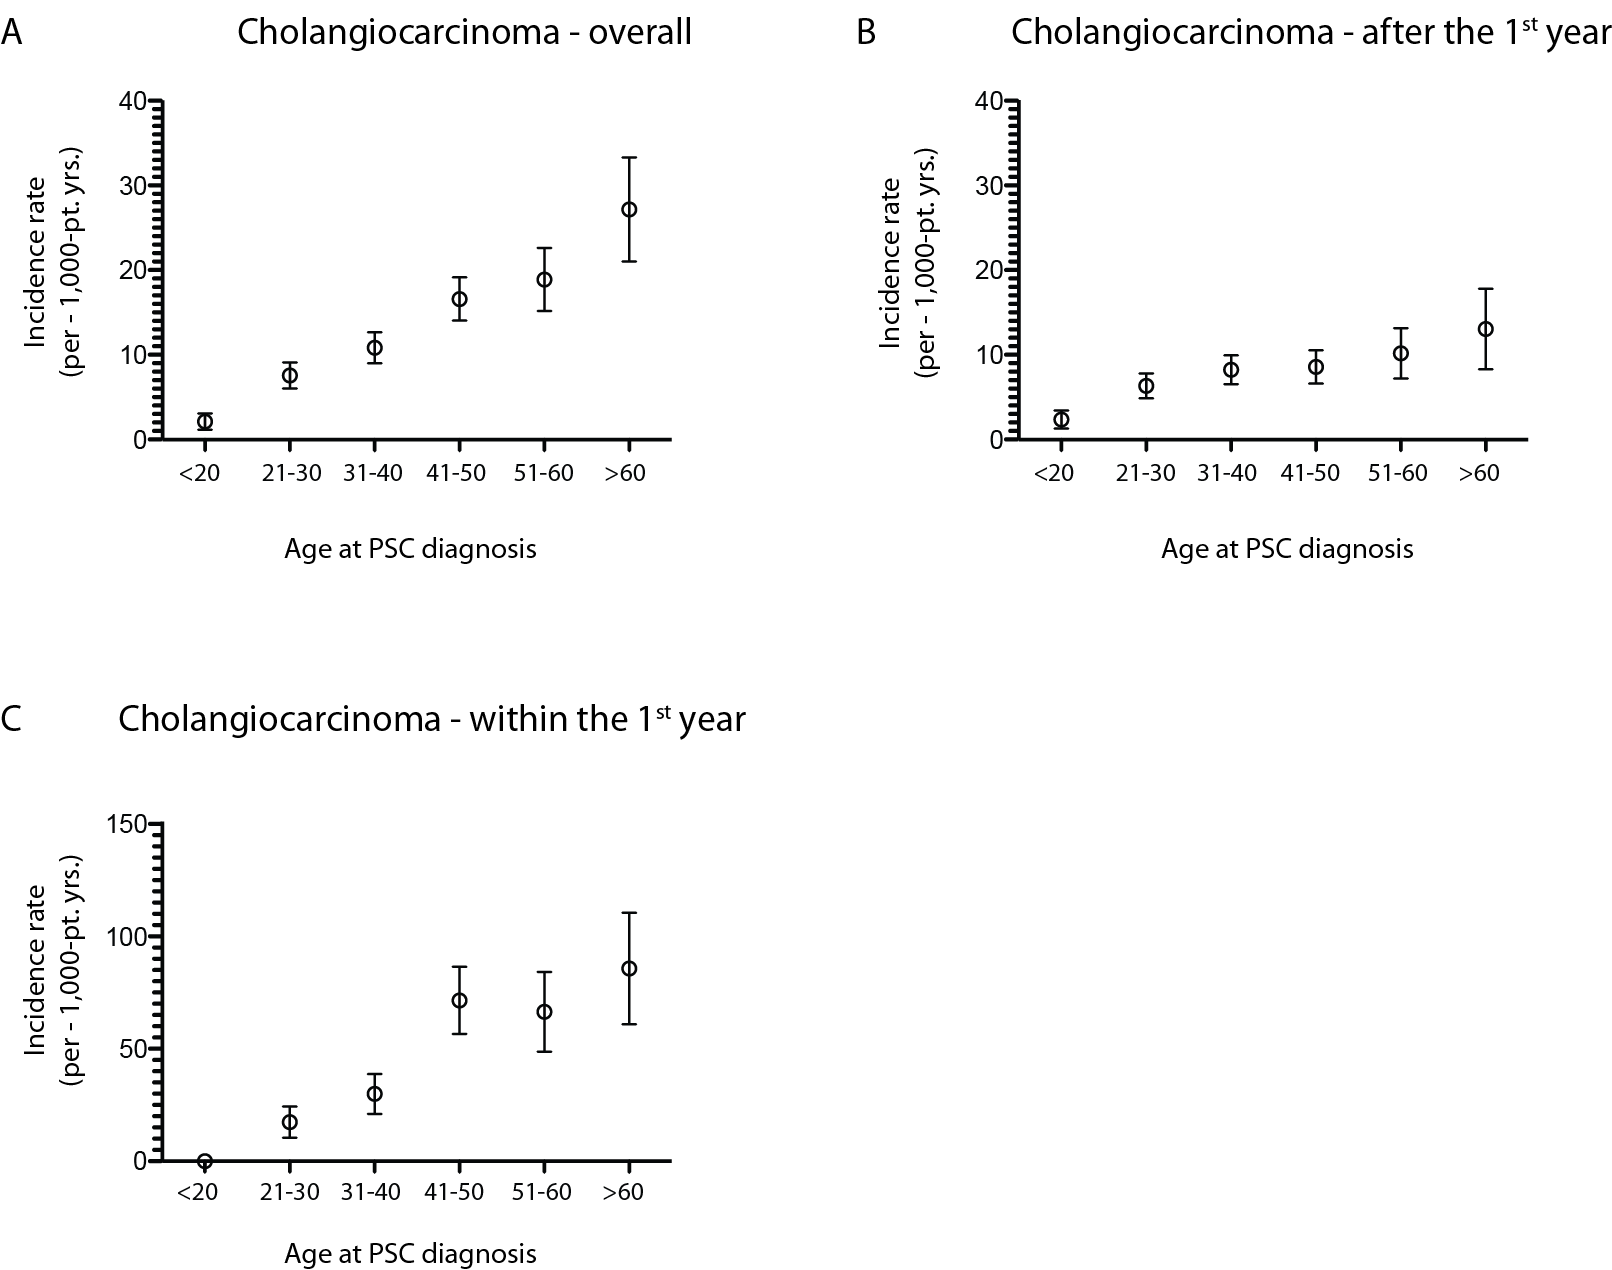 A
Cholangiocarcinoma - overall
40
30
20
10
0
Incidence rate
(per - 1,000-pt. yrs.)
<20 21-30 31-40 41-50 51-60 >60
Age at PSC diagnosis
B
Cholangiocarcinoma - after the 1st year
40
30
20
10
0
Incidence rate
(per - 1,000-pt. yrs.)
<20 21-30 31-40 41-50 51-60 >60
Age at PSC diagnosis
C
Cholangiocarcinoma - within the 1st year
150
100
50
0
Incidence rate
(per - 1,000-pt. yrs.)
<20 21-30 31-40 41-50 51-60 >60
Age at PSC diagnosis